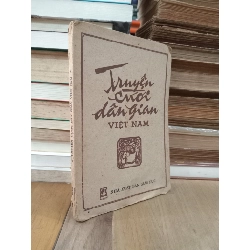 Truyện
cười
dân gian
VIỆT NAM